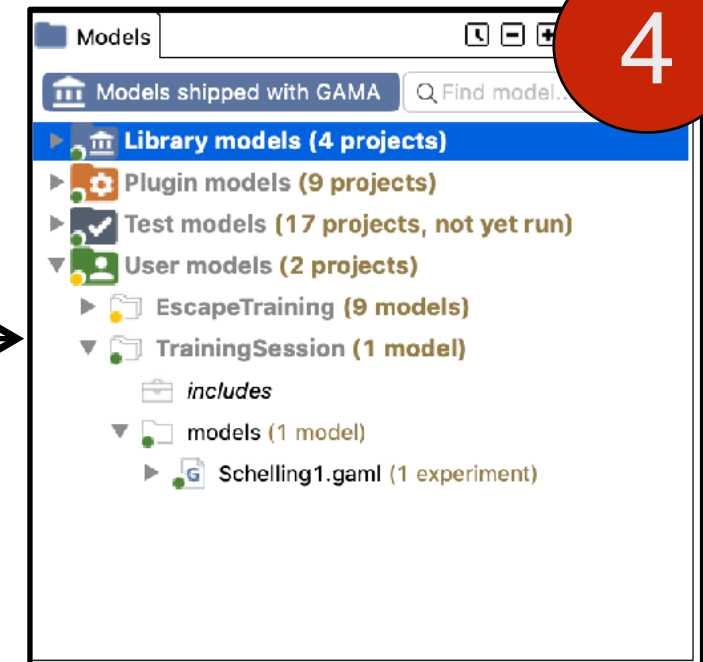 Models
4
Models shipped with GAMA
Find model...
Library models (4 projects)
Plugin models (9 projects)
Test models (17 projects, not yet run)
User models (2 projects)
EscapeTraining (9 models)
TrainingSession (1 model)
includes
models (1 model)
G Schelling1.gaml (1 experiment)